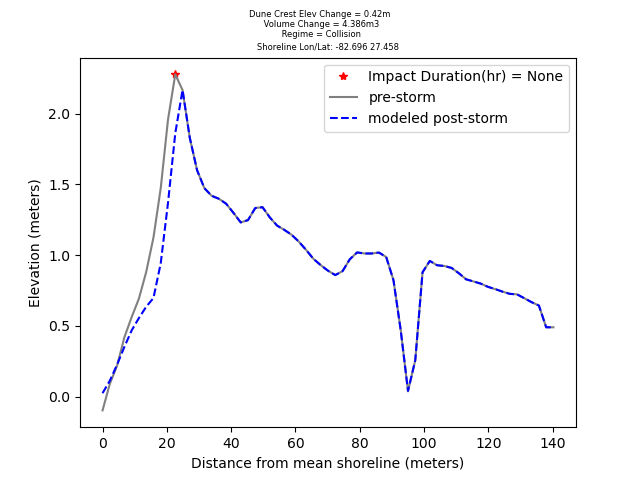 Dune Crest Elev Change = 0.42m
Volume Change = 4.386m3
Regime = Collision
Shoreline Lon/Lat: -82.696 27.458
Impact Duration(hr) = None
pre-storm
modeled post-storm
2.0
1.5
1.0
0.5
0.0
Elevation (meters)
0 20 40 60 80 100 120 140
Distance from mean shoreline (meters)